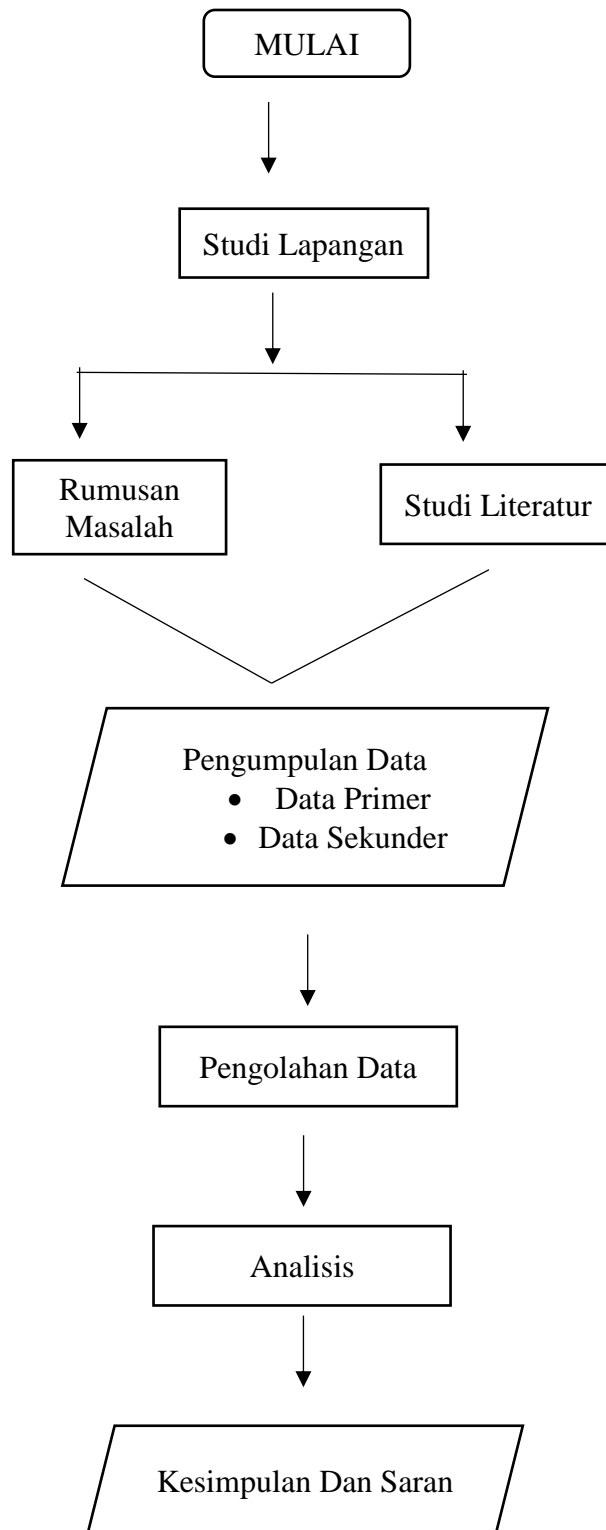 MULAI
Studi Lapangan
Rumusan
Masalah
Studi Literatur
Pengumpulan Data
• Data Primer
• Data Sekunder
Pengolahan Data
Analisis
Kesimpulan Dan Saran